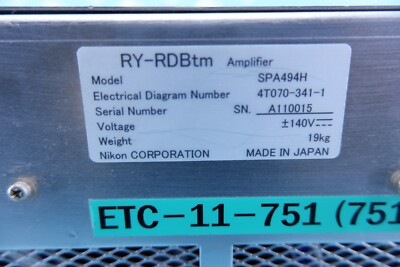 RY-RDBtm Amplifier
Model SPA494H
Electrical Diagram Number 4T070-341-1
Serial Number SN. A110015
Voltage ±140V⎓
Weight 19kg
Nikon CORPORATION MADE IN JAPAN
ETC-11-751 (751